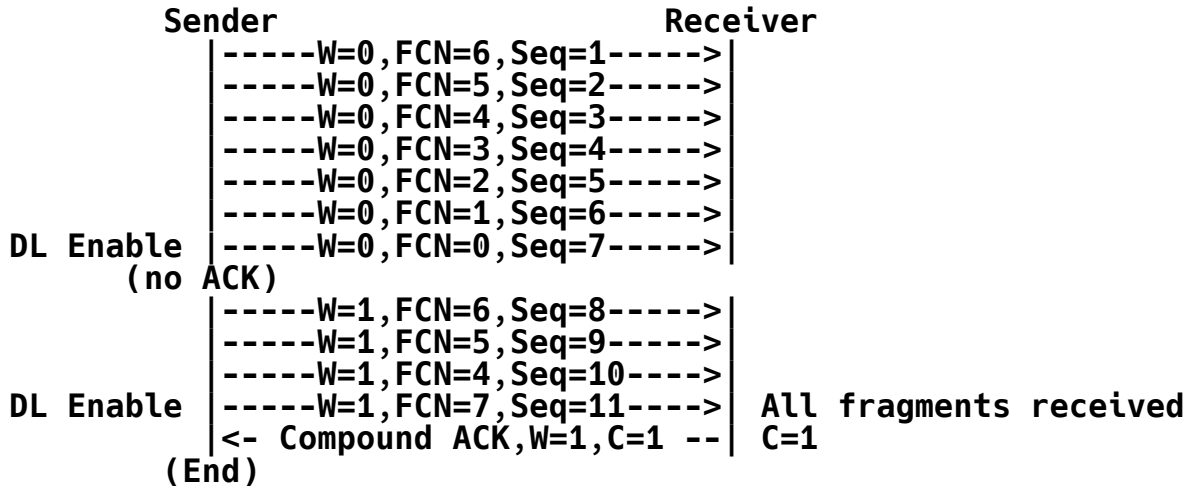 Sender                        Receiver
|-----W=0,FCN=6,Seq=1----->|
|-----W=0,FCN=5,Seq=2----->|
|-----W=0,FCN=4,Seq=3----->|
|-----W=0,FCN=3,Seq=4----->|
|-----W=0,FCN=2,Seq=5----->|
|-----W=0,FCN=1,Seq=6----->|
DL Enable |-----W=0,FCN=0,Seq=7----->|
(no ACK)
|-----W=1,FCN=6,Seq=8----->|
|-----W=1,FCN=5,Seq=9----->|
|-----W=1,FCN=4,Seq=10---->|
DL Enable |-----W=1,FCN=7,Seq=11---->| All fragments received
|<- Compound ACK,W=1,C=1 --| C=1
(End)